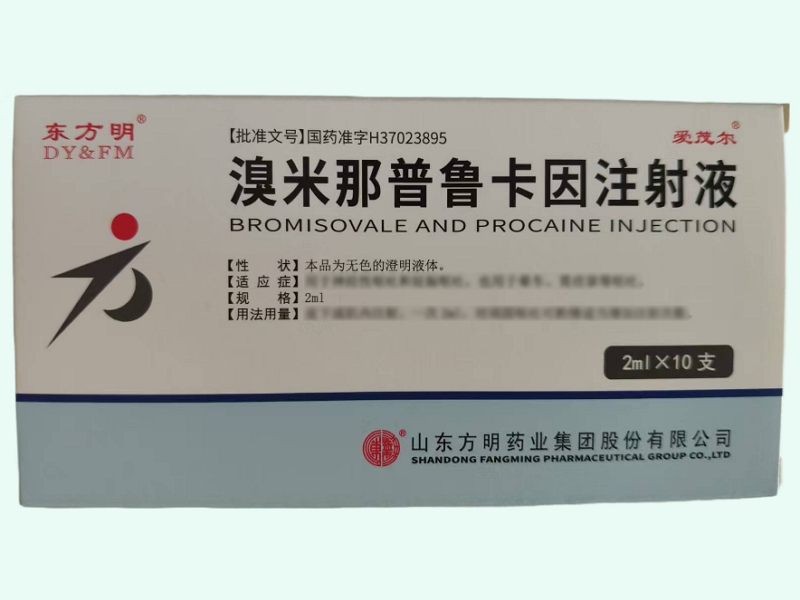 东方明®
DY&FM
【批准文号】国药准字H37023895
爱茂尔®
溴米那普鲁卡因注射液
BROMISOVALE AND PROCAINE INJECTION
【性 状】本品为无色的澄明液体。
【适 应 症】
【规 格】2ml
【用法用量】
2ml×10 支
®山东方明药业集团股份有限公司
SHANDONG FANGMING PHARMACEUTICAL GROUP CO.,LTD